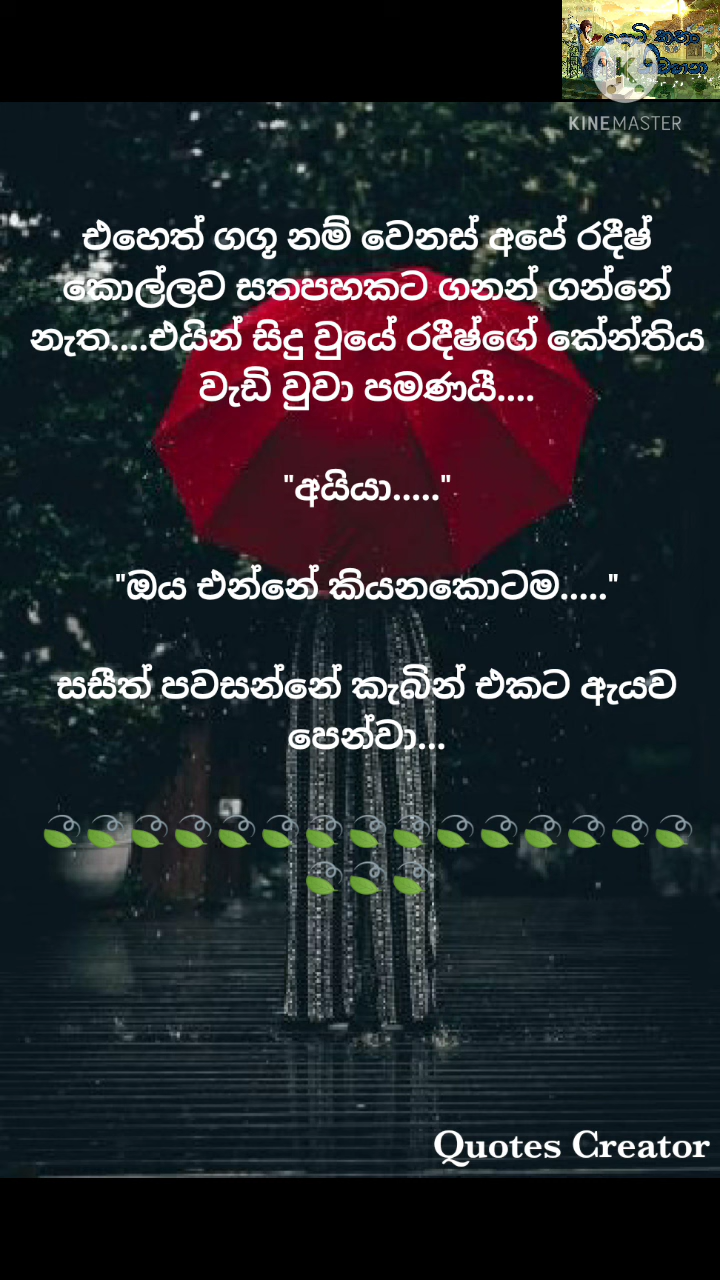 KINEMASTER
එහෙත් ගගූ නම් වෙනස් අපේ රදීෂ්
කොල්ලව සතපහකට ගනන් ගන්නේ
නැත....එයින් සිදු වුයේ රදීෂ්ගේ කේන්තිය
වැඩි වුවා පමණයී....
"අයියා....."
"ඔය එන්නේ කියනකොටම....."
සසීත් පවසන්නේ කැබින් එකට ඇයව
පෙන්වා...
Quotes Creator